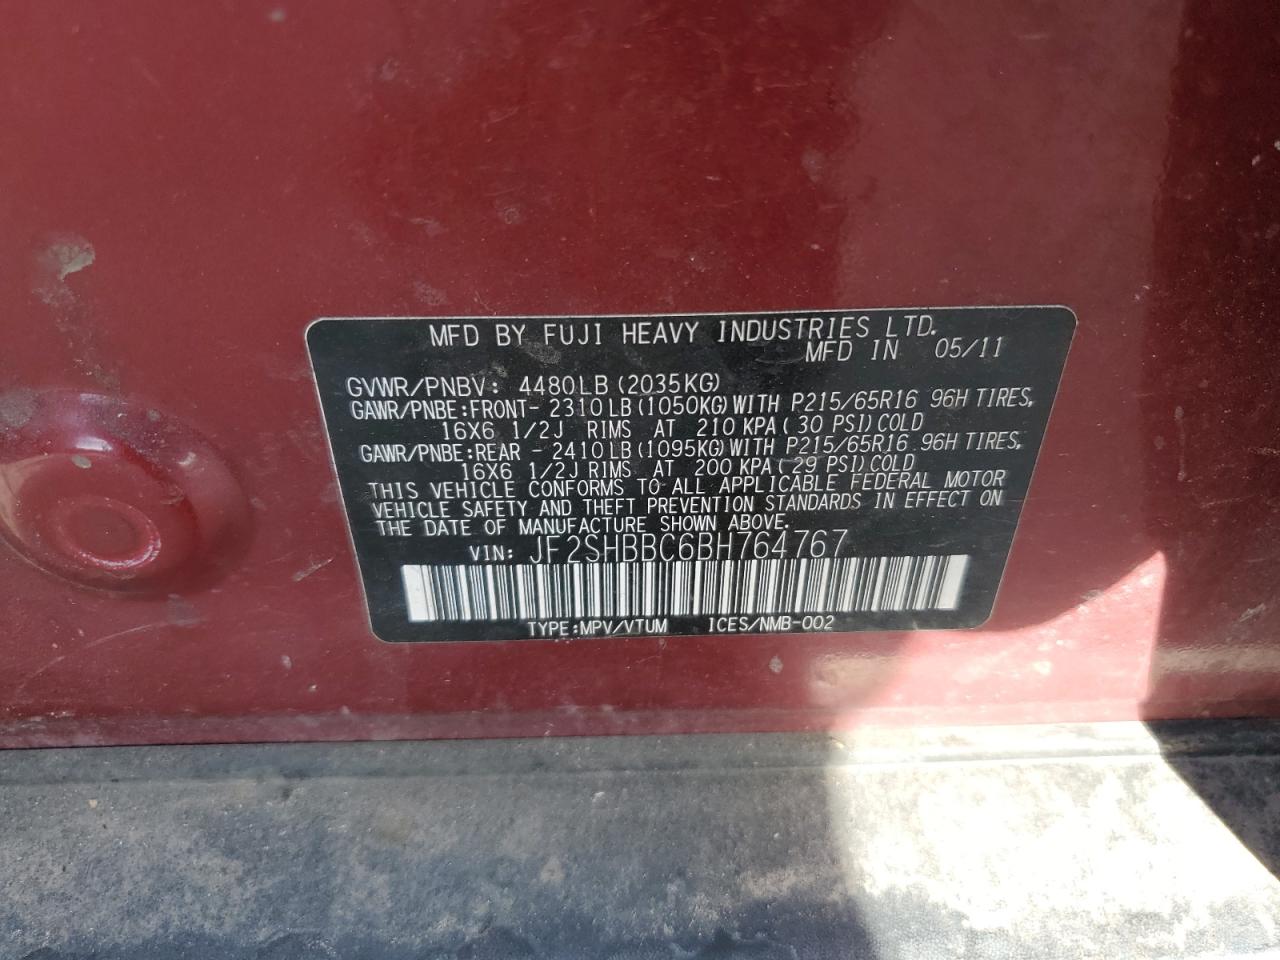 MFD BY FUJI HEAVY INDUSTRIES LTD.
MFD IN 05/11
GVWR/PNBV: 4480LB(2035KG)
GAWR/PNBE:FRONT- 2310LB(1050KG)WITH P215/65R16 96H TIRES,
16X6 1/2J RIMS AT 210 KPA(30 PSI)COLD
GAWR/PNBE:REAR - 2410LB(1095KG)WITH P215/65R16 96H TIRES,
16X6 1/2J RIMS AT 200 KPA(29 PSI)COLD
THIS VEHICLE CONFORMS TO ALL APPLICABLE FEDERAL MOTOR
VEHICLE SAFETY AND THEFT PREVENTION STANDARDS IN EFFECT ON
THE DATE OF MANUFACTURE SHOWN ABOVE.
VIN: JF2SHBBC6BH764767
TYPE:MPV/VTUM ICES/NMB-002